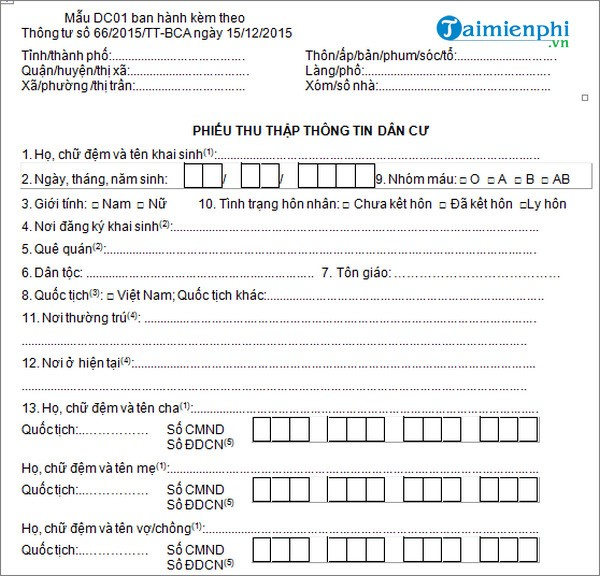 Mẫu DC01 ban hành kèm theo
Thông tư số 66/2015/TT-BCA ngày 15/12/2015
Taimienphi
.vn
Tỉnh/thành phố:................................ Thôn/ấp/bản/phum/sóc/tổ:........................
Quận/huyện/thị xã:........................... Làng/phố:...............................................
Xã/phường /thị trấn:.......................... Xóm/số nhà:...........................................
PHIẾU THU THẬP THÔNG TIN DÂN CƯ
1. Họ, chữ đệm và tên khai sinh(1):.....................................................................
2. Ngày, tháng, năm sinh: / / 9. Nhóm máu: □ O □ A □ B □ AB
3. Giới tính: □ Nam □ Nữ 10. Tình trạng hôn nhân: □ Chưa kết hôn □ Đã kết hôn □Ly hôn
4. Nơi đăng ký khai sinh(2):................................................................................
5. Quê quán(2):..................................................................................................
6. Dân tộc: .......................................................... 7. Tôn giáo: ................................
8. Quốc tịch(3): □ Việt Nam; Quốc tịch khác:................................................................
11. Nơi thường trú(4): ........................................................................................
....................................................................................................................
12. Nơi ở hiện tại(4):...........................................................................................
....................................................................................................................
13. Họ, chữ đệm và tên cha(1):............................................................................
Quốc tịch:................ Số CMND
Số ĐDCN(5)
Họ, chữ đệm và tên mẹ(1):.................................................................................
Quốc tịch:................ Số CMND
Số ĐDCN(5)
Họ, chữ đệm và tên vợ/chồng(1):.........................................................................
Quốc tịch:................ Số CMND
Số ĐDCN(5)